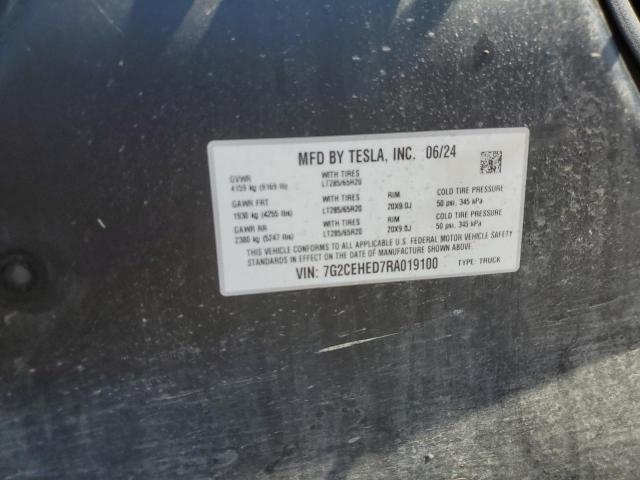 MFD BY TESLA, INC. 06/24
GVWR WITH TIRES
4159 kg (9169 lb) LT285/65R20
GAWR FRT WITH TIRES RIM COLD TIRE PRESSURE
1930 kg (4255 lbs) LT285/65R20 20X9.0J 50 psi, 345 kPa
GAWR RR WITH TIRES RIM COLD TIRE PRESSURE
2380 kg (5247 lbs) LT285/65R20 20X9.0J 50 psi, 345 kPa
THIS VEHICLE CONFORMS TO ALL APPLICABLE U.S. FEDERAL MOTOR VEHICLE SAFETY
STANDARDS IN EFFECT ON THE DATE OF MANUFACTURE SHOWN ABOVE.
VIN: 7G2CEHED7RA019100 TYPE: TRUCK